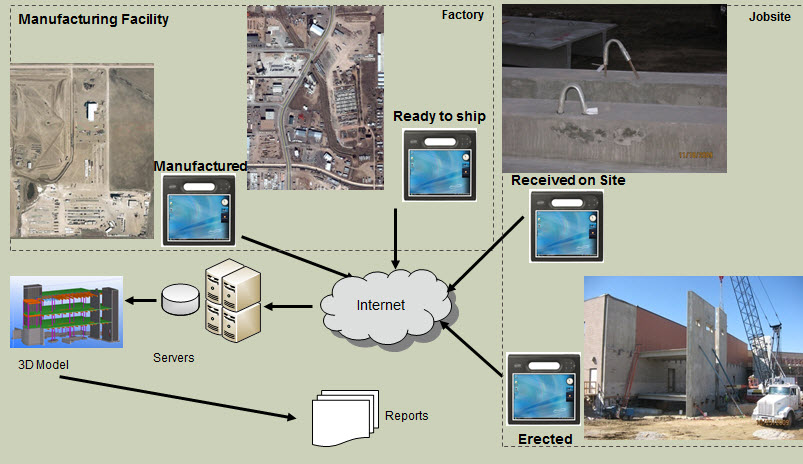 Manufacturing Facility
Factory
Jobsite
Ready to ship
Manufactured
Received on Site
Internet
Servers
3D Model
Reports
Erected